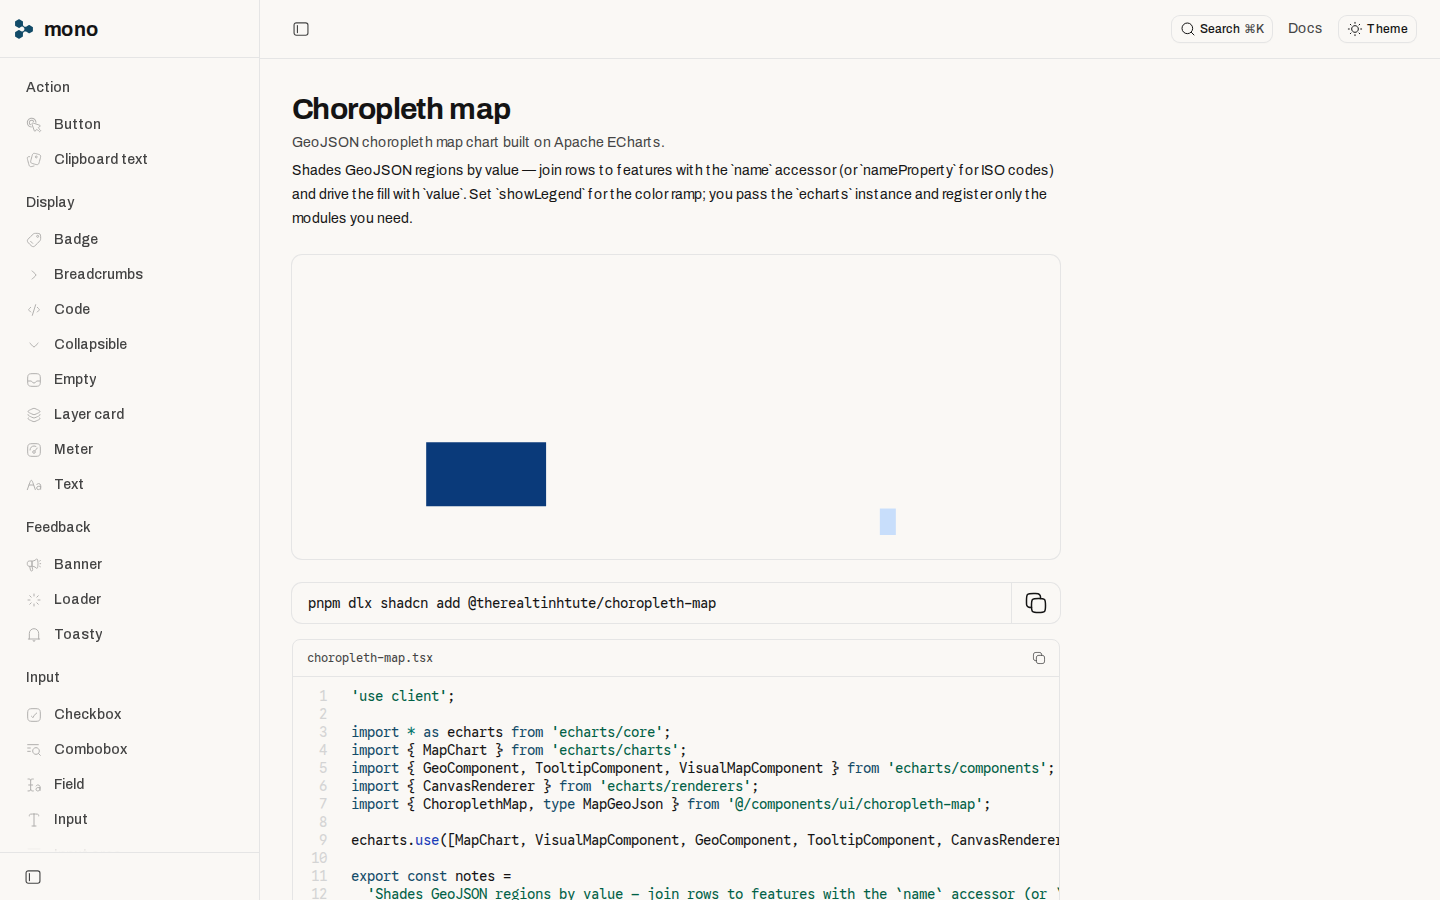 mono
Search ⌘K
Docs
Theme
Action
Button
Clipboard text
Display
Badge
Breadcrumbs
Code
Collapsible
Empty
Layer card
Meter
Text
Feedback
Banner
Loader
Toasty
Input
Checkbox
Combobox
Field
Input
Choropleth map
GeoJSON choropleth map chart built on Apache ECharts.
Shades GeoJSON regions by value — join rows to features with the `name` accessor (or `nameProperty` for ISO codes)
and drive the fill with `value`. Set `showLegend` for the color ramp; you pass the `echarts` instance and register only the
modules you need.
pnpm dlx shadcn add @therealtinhtute/choropleth-map
choropleth-map.tsx
1 'use client';
2
3 import * as echarts from 'echarts/core';
4 import { MapChart } from 'echarts/charts';
5 import { GeoComponent, TooltipComponent, VisualMapComponent } from 'echarts/components';
6 import { CanvasRenderer } from 'echarts/renderers';
7 import { ChoroplethMap, type MapGeoJson } from '@/components/ui/choropleth-map';
8
9 echarts.use([MapChart, VisualMapComponent, GeoComponent, TooltipComponent, CanvasRenderer
10
11 export const notes =
12 'Shades GeoJSON regions by value — join rows to features with the `name` accessor (or `